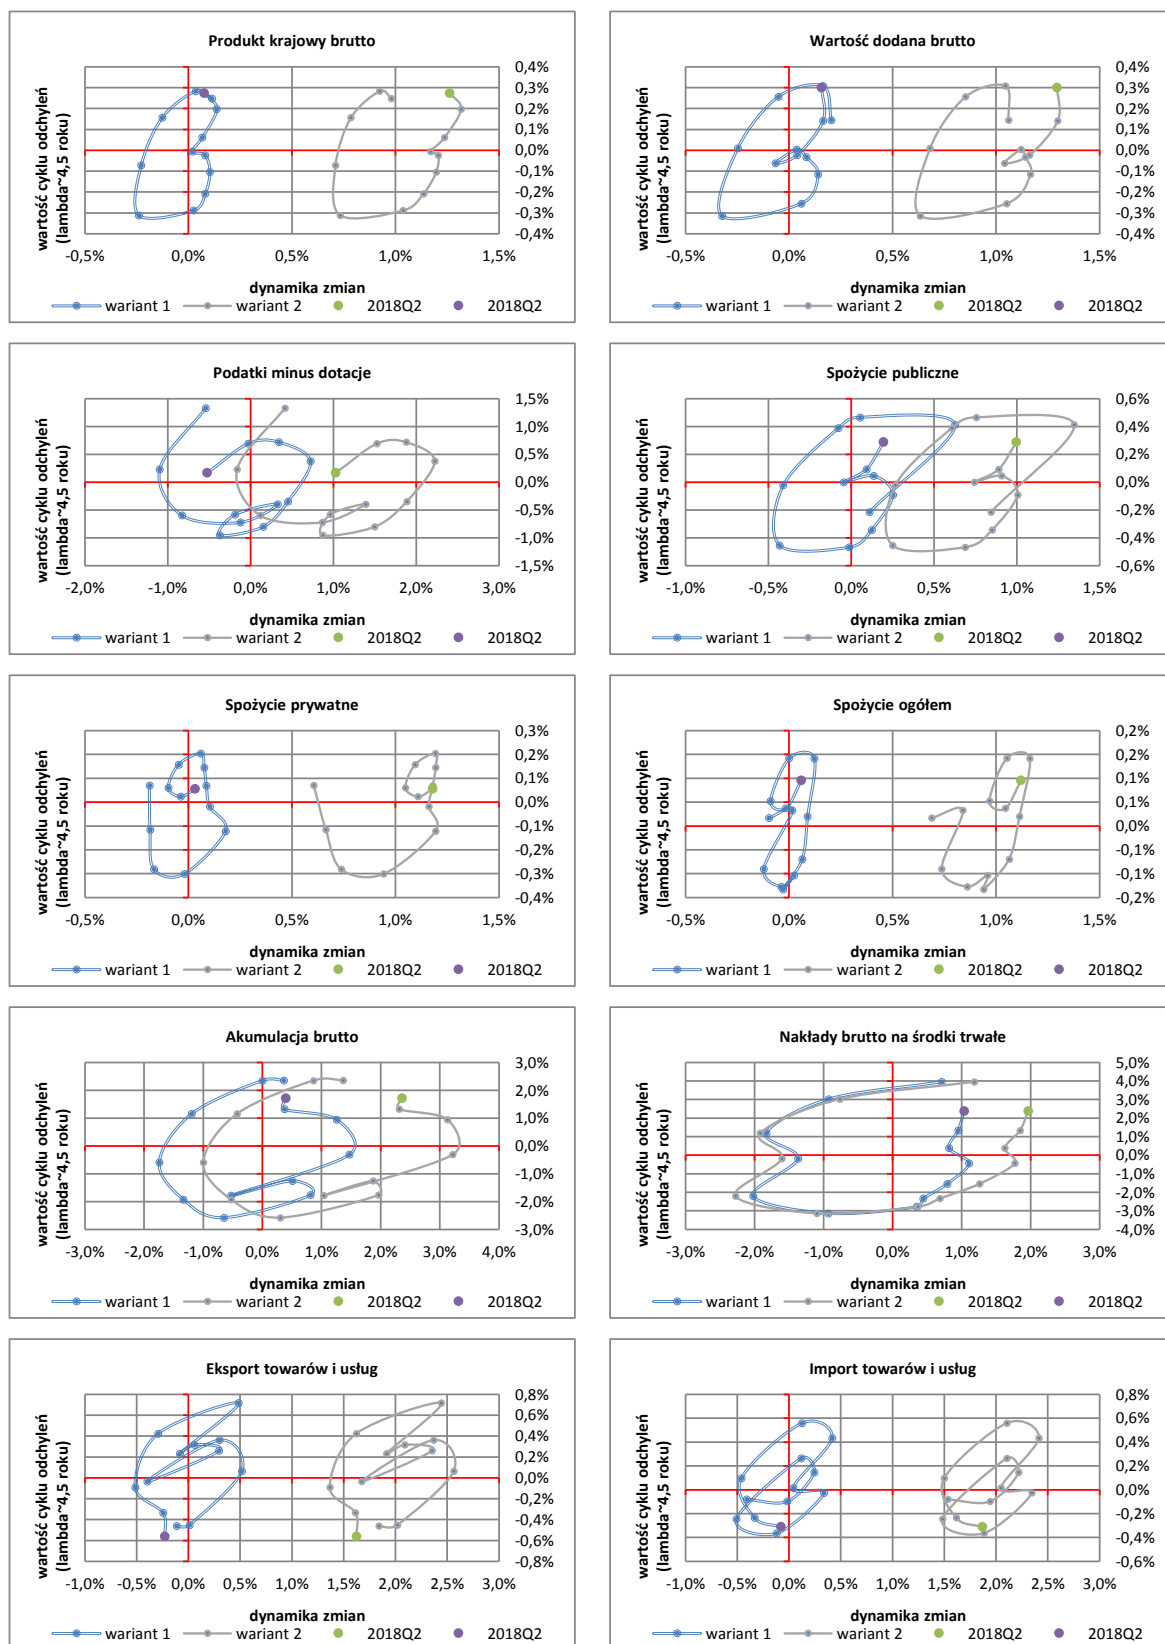 Produkt krajowy brutto
wartość cyklu odchyleń
(lambda~4,5 roku)
0,4%
0,3%
0,2%
0,1%
0,0%
-0,1%
-0,2%
-0,3%
-0,4%
-0,5% 0,0% 0,5% 1,0% 1,5%
dynamika zmian
wariant 1 wariant 2 2018Q2 2018Q2
Wartość dodana brutto
wartość cyklu odchyleń
(lambda~4,5 roku)
0,4%
0,3%
0,2%
0,1%
0,0%
-0,1%
-0,2%
-0,3%
-0,4%
-0,5% 0,0% 0,5% 1,0% 1,5%
dynamika zmian
wariant 1 wariant 2 2018Q2 2018Q2
Podatki minus dotacje
wartość cyklu odchyleń
(lambda~4,5 roku)
1,5%
1,0%
0,5%
0,0%
-0,5%
-1,0%
-1,5%
-2,0% -1,0% 0,0% 1,0% 2,0% 3,0%
dynamika zmian
wariant 1 wariant 2 2018Q2 2018Q2
Spożycie publiczne
wartość cyklu odchyleń
(lambda~4,5 roku)
0,6%
0,4%
0,2%
0,0%
-0,2%
-0,4%
-0,6%
-1,0% -0,5% 0,0% 0,5% 1,0% 1,5%
dynamika zmian
wariant 1 wariant 2 2018Q2 2018Q2
Spożycie prywatne
wartość cyklu odchyleń
(lambda~4,5 roku)
0,3%
0,2%
0,1%
0,0%
-0,1%
-0,2%
-0,3%
-0,4%
-0,5% 0,0% 0,5% 1,0% 1,5%
dynamika zmian
wariant 1 wariant 2 2018Q2 2018Q2
Spożycie ogółem
wartość cyklu odchyleń
(lambda~4,5 roku)
0,2%
0,2%
0,1%
0,1%
0,0%
-0,1%
-0,1%
-0,2%
-0,5% 0,0% 0,5% 1,0% 1,5%
dynamika zmian
wariant 1 wariant 2 2018Q2 2018Q2
Akumulacja brutto
wartość cyklu odchyleń
(lambda~4,5 roku)
3,0%
2,0%
1,0%
0,0%
-1,0%
-2,0%
-3,0%
-3,0% -2,0% -1,0% 0,0% 1,0% 2,0% 3,0% 4,0%
dynamika zmian
wariant 1 wariant 2 2018Q2 2018Q2
Nakłady brutto na środki trwałe
wartość cyklu odchyleń
(lambda~4,5 roku)
5,0%
4,0%
3,0%
2,0%
1,0%
0,0%
-1,0%
-2,0%
-3,0%
-4,0%
-3,0% -2,0% -1,0% 0,0% 1,0% 2,0% 3,0%
dynamika zmian
wariant 1 wariant 2 2018Q2 2018Q2
Eksport towarów i usług
wartość cyklu odchyleń
(lambda~4,5 roku)
0,8%
0,6%
0,4%
0,2%
0,0%
-0,2%
-0,4%
-0,6%
-0,8%
-1,0% -0,5% 0,0% 0,5% 1,0% 1,5% 2,0% 2,5% 3,0%
dynamika zmian
wariant 1 wariant 2 2018Q2 2018Q2
Import towarów i usług
wartość cyklu odchyleń
(lambda~4,5 roku)
0,8%
0,6%
0,4%
0,2%
0,0%
-0,2%
-0,4%
-0,6%
-1,0% -0,5% 0,0% 0,5% 1,0% 1,5% 2,0% 2,5% 3,0%
dynamika zmian
wariant 1 wariant 2 2018Q2 2018Q2